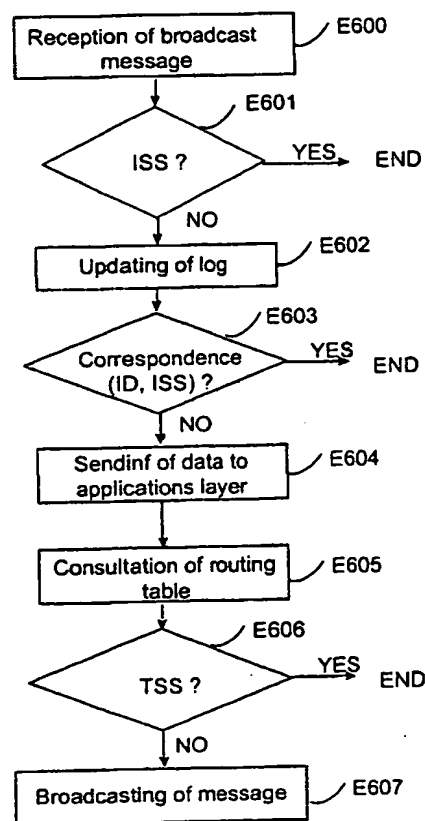 Reception of broadcast
message
E600
E601
ISS ?
YES
END
NO
Updating of log
E602
E603
Correspondence
(ID, ISS) ?
YES
END
NO
Sendinf of data to
applications layer
E604
Consultation of routing
table
E605
E606
TSS ?
YES
END
NO
Broadcasting of message
E607